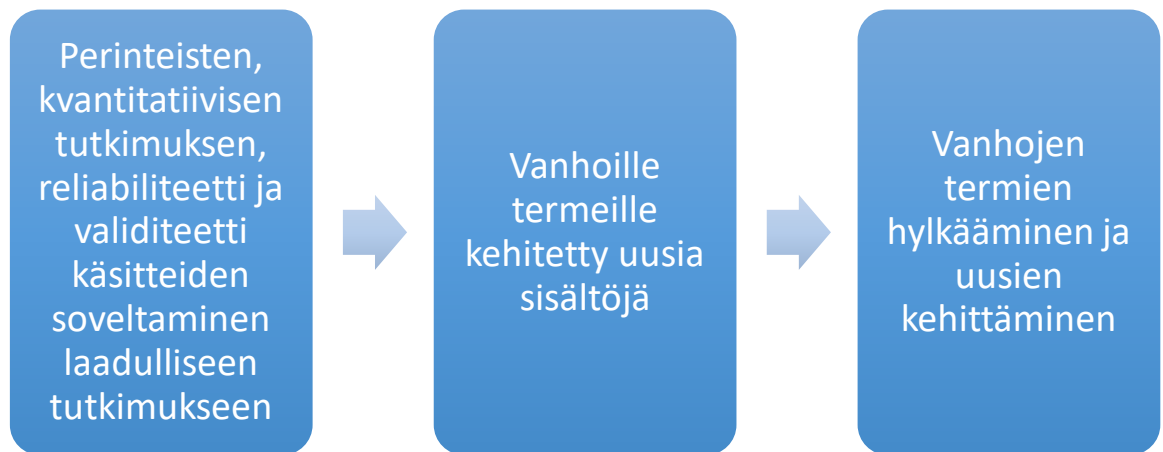 Perinteisten,
kvantitatiivisen
tutkimuksen,
reliabiliteetti ja
validiteetti
käsitteiden
soveltaminen
laadulliseen
tutkimukseen
Vanhoille
termeille
kehitetty uusia
sisältöjä
Vanhojen
termien
hylkääminen ja
uusien
kehittäminen